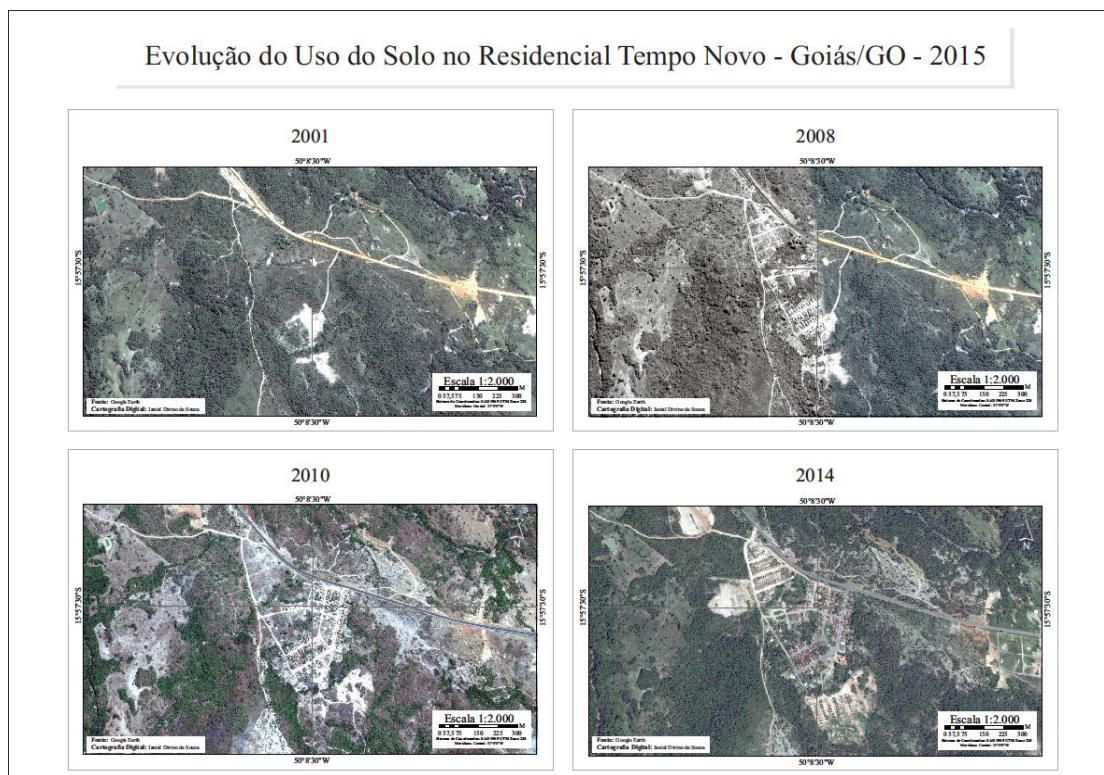 Evolução do Uso do Solo no Residencial Tempo Novo - Goiás/GO - 2015
2001
50°8'30"W
15°57'30"S
15°57'30"S
Escala 1:2.000
M
0 37,5 75 150 225 300
Fonte: Google Earth
Cartografia Digital:
50°8'30"W
2008
50°8'30"W
15°57'30"S
15°57'30"S
Escala 1:2.000
M
0 37,5 75 150 225 300
Fonte: Google Earth
Cartografia Digital:
50°8'30"W
2010
50°8'30"W
15°57'30"S
15°57'30"S
Escala 1:2.000
M
0 37,5 75 150 225 300
Fonte: Google Earth
Cartografia Digital:
50°8'30"W
2014
50°8'30"W
N
15°57'30"S
15°57'30"S
Escala 1:2.000
M
0 37,5 75 150 225 300
Fonte: Google Earth
Cartografia Digital:
50°8'30"W